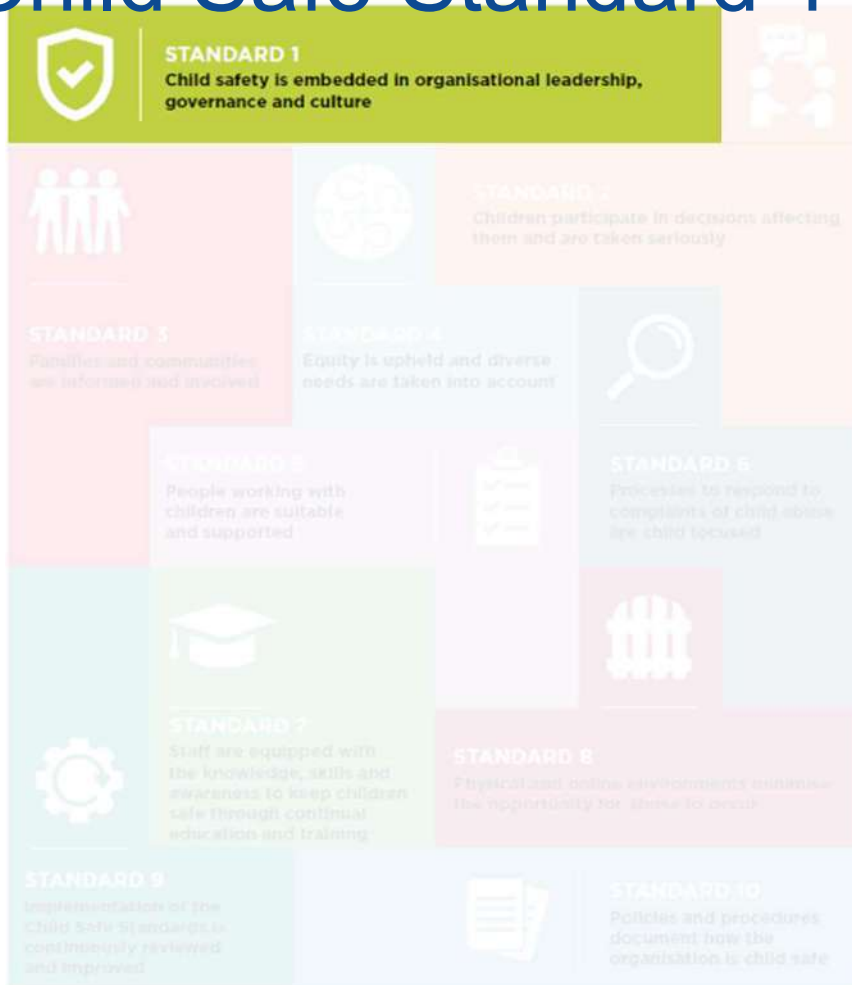 Child Safe Standard 1
STANDARD 1
Child safety is embedded in organisational leadership,
governance and culture
STANDARD 2
Children participate in decisions affecting
them and are taken seriously
STANDARD 3
Families and communities
are informed and involved
STANDARD 4
Equity is upheld and diverse
needs are taken into account
STANDARD 5
People working with
children are suitable
and supported
STANDARD 6
Processes to respond to
complaints of child abuse
are child focused
STANDARD 7
Staff are equipped with
the knowledge, skills and
awareness to keep children
safe through continual
education and training
STANDARD 8
Physical and online environments minimise
the opportunity for abuse to occur
STANDARD 9
Implementation of the
Child Safe Standards is
continuously reviewed
and improved
STANDARD 10
Policies and procedures
document how the
organisation is child safe